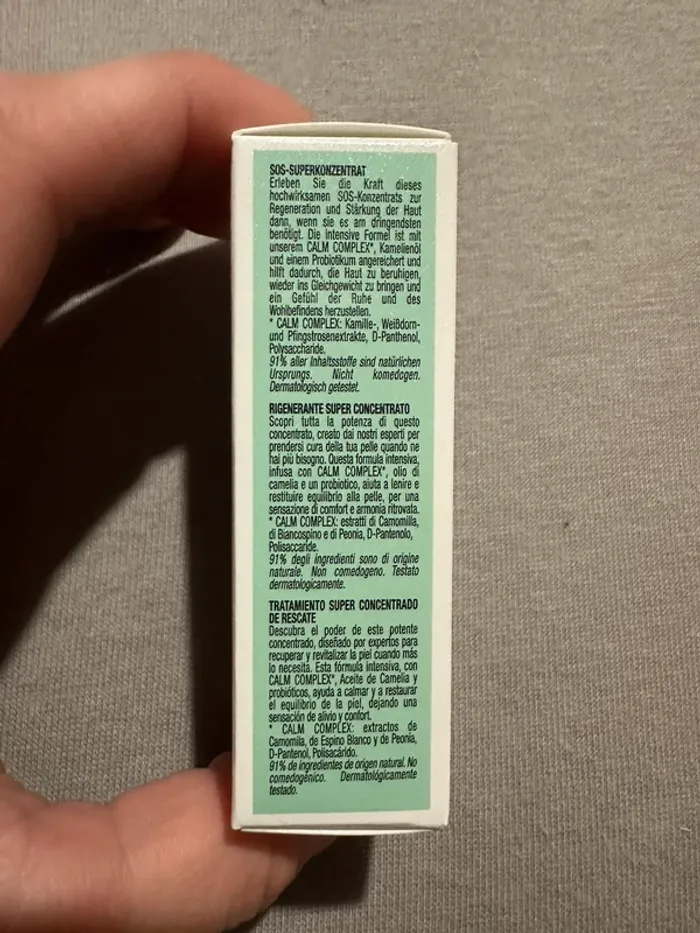 SOS-SUPERKONZENTRAT
Erleben Sie die Kraft dieses
hochwirksamen SOS-Konzentrats zur
Regeneration und Stärkung der Haut
dann, wenn sie es am dringendsten
benötigt. Die intensive Formel ist mit
unserem CALM COMPLEX*, Kamelienöl
und einem Probiotikum angereichert und
hilft dadurch, die Haut zu beruhigen,
wieder ins Gleichgewicht zu bringen und
ein Gefühl der Ruhe und des
Wohlbefindens herzustellen.
* CALM COMPLEX: Kamille-, Weißdorn-
und Pfingstrosenextrakte, D-Panthenol,
Polysaccharide.
91% aller Inhaltsstoffe sind natürlichen
Ursprungs. Nicht komedogen.
Dermatologisch getestet.
RIGENERANTE SUPER CONCENTRATO
Scopri tutta la potenza di questo
concentrato, creato dai nostri esperti per
prendersi cura della tua pelle quando ne
hai più bisogno. Questa formula intensiva,
infusa con CALM COMPLEX*, olio di
camelia e un probiotico, aiuta a lenire e
restituire equilibrio alla pelle, per una
sensazione di comfort e armonia ritrovata.
* CALM COMPLEX: estratti di Camomilla,
di Biancospino e di Peonia, D-Pantenolo,
Polisaccaride.
91% degli ingredienti sono di origine
naturale. Non comedogeno. Testato
dermatologicamente.
TRATAMIENTO SUPER CONCENTRADO
DE RESCATE
Descubra el poder de este potente
concentrado, diseñado por expertos para
recuperar y revitalizar la piel cuando más
lo necesita. Esta fórmula intensiva, con
CALM COMPLEX*, Aceite de Camelia y
probióticos, ayuda a calmar y a restaurar
el equilibrio de la piel, dejando una
sensación de alivio y confort.
* CALM COMPLEX: extractos de
Camomila, de Espino Blanco y de Peonia,
D-Pantenol, Polisacárido.
91% de ingredientes de origen natural. No
comedogénico. Dermatológicamente
testado.